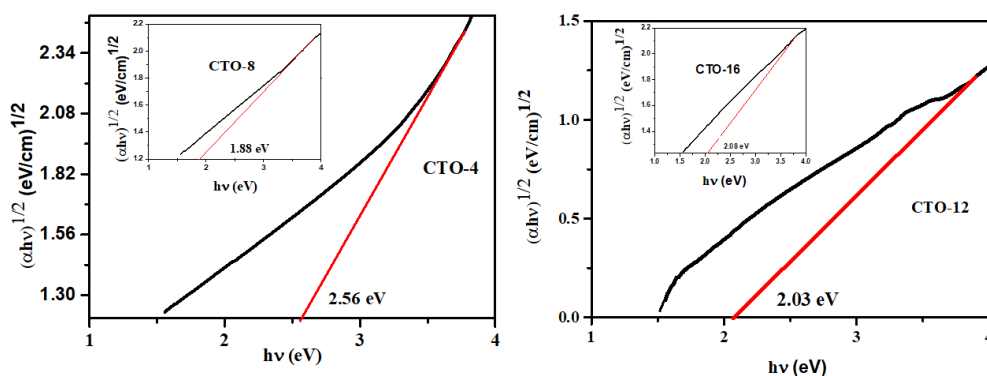 (αhν)^1/2 (eV/cm)^1/2
2.34
2.08
1.82
1.56
1.30
1
2
3
4
hν (eV)
CTO-4
2.56 eV
(αhν)^1/2 (eV/cm)^1/2
2.2
2.0
1.8
1.6
1.4
1.2
1
2
3
4
hν (eV)
CTO-8
1.88 eV
(αhν)^1/2 (eV/cm)^1/2
1.5
1.0
0.5
0.0
1
2
3
4
hν (eV)
CTO-12
2.03 eV
(αhν)^1/2 (eV/cm)^1/2
2.2
2.0
1.8
1.6
1.4
1.0
1.5
2.0
2.5
3.0
3.5
4.0
hν (eV)
CTO-16
2.08 eV